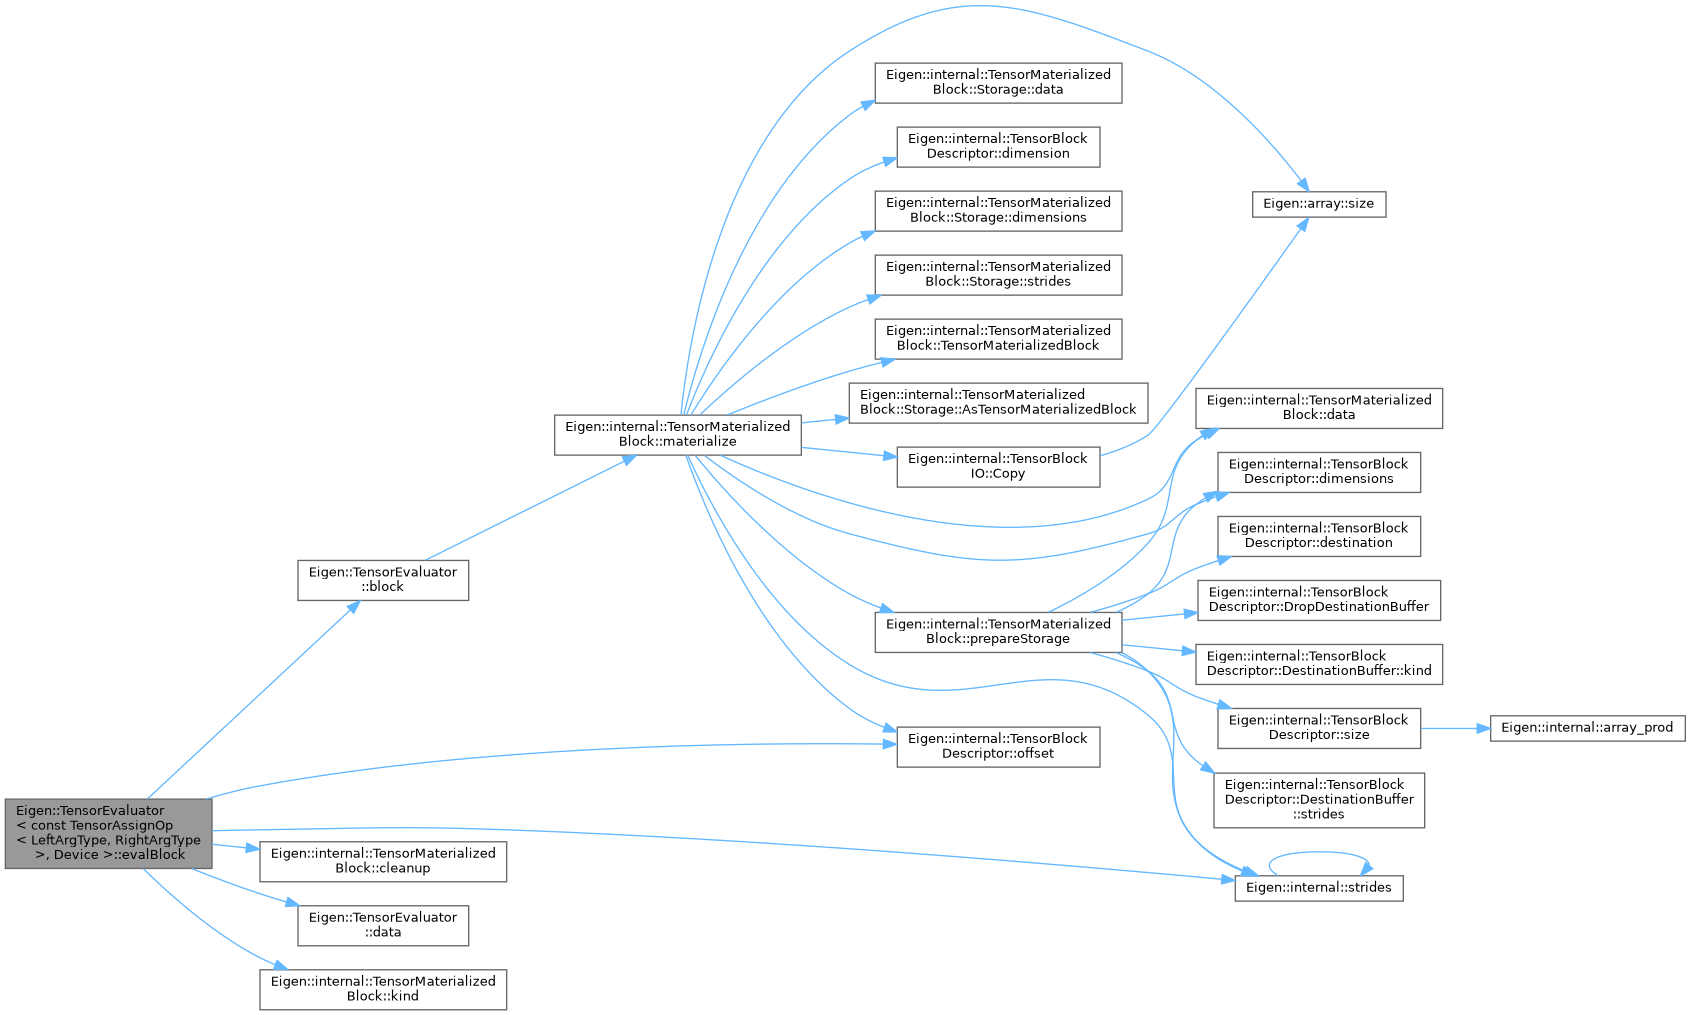 Eigen::TensorEvaluator
< const TensorAssignOp
< LeftArgType, RightArgType
>, Device >::evalBlock
Eigen::TensorEvaluator
::block
Eigen::internal::TensorMaterialized
Block::cleanup
Eigen::TensorEvaluator
::data
Eigen::internal::TensorMaterialized
Block::kind
Eigen::internal::TensorMaterialized
Block::materialize
Eigen::internal::TensorMaterialized
Block::Storage::data
Eigen::internal::TensorBlock
Descriptor::dimension
Eigen::internal::TensorMaterialized
Block::Storage::dimensions
Eigen::internal::TensorMaterialized
Block::Storage::strides
Eigen::internal::TensorMaterialized
Block::TensorMaterializedBlock
Eigen::internal::TensorMaterialized
Block::Storage::AsTensorMaterializedBlock
Eigen::internal::TensorBlock
IO::Copy
Eigen::internal::TensorMaterialized
Block::prepareStorage
Eigen::internal::TensorBlock
Descriptor::offset
Eigen::array::size
Eigen::internal::TensorMaterialized
Block::data
Eigen::internal::TensorBlock
Descriptor::dimensions
Eigen::internal::TensorBlock
Descriptor::destination
Eigen::internal::TensorBlock
Descriptor::DropDestinationBuffer
Eigen::internal::TensorBlock
Descriptor::DestinationBuffer::kind
Eigen::internal::TensorBlock
Descriptor::size
Eigen::internal::TensorBlock
Descriptor::DestinationBuffer
::strides
Eigen::internal::strides
Eigen::internal::array_prod